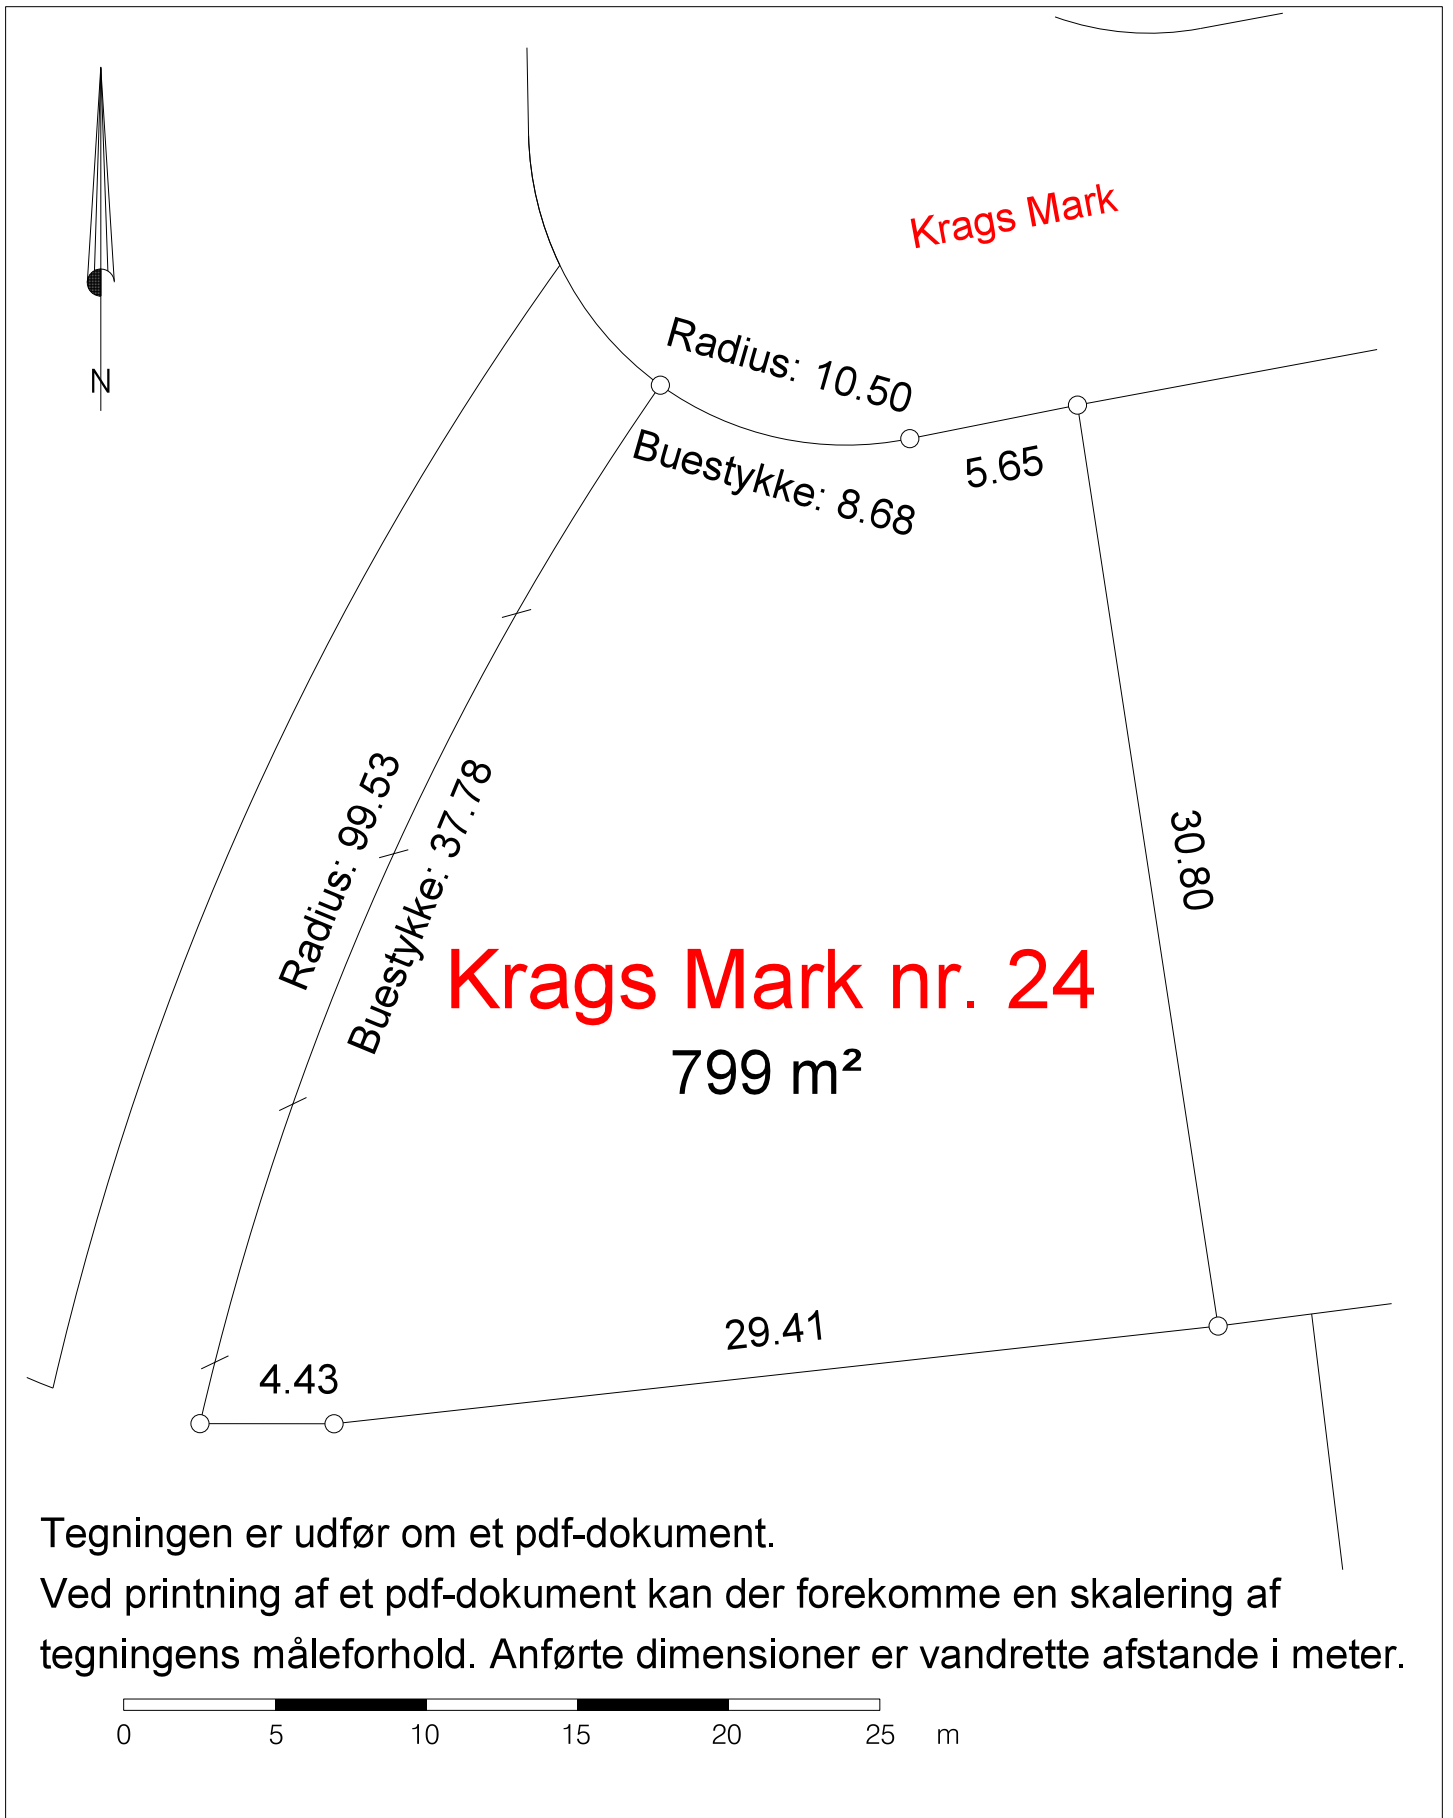 N
Krags Mark
Radius: 10.50
Buestykke: 8.68
5.65
30.80
Radius: 99.53
Buestykke: 37.78
Krags Mark nr. 24
799 m²
29.41
4.43
Tegningen er udfør om et pdf-dokument.
Ved printning af et pdf-dokument kan der forekomme en skalering af
tegningens måleforhold. Anførte dimensioner er vandrette afstande i meter.
0 5 10 15 20 25 m